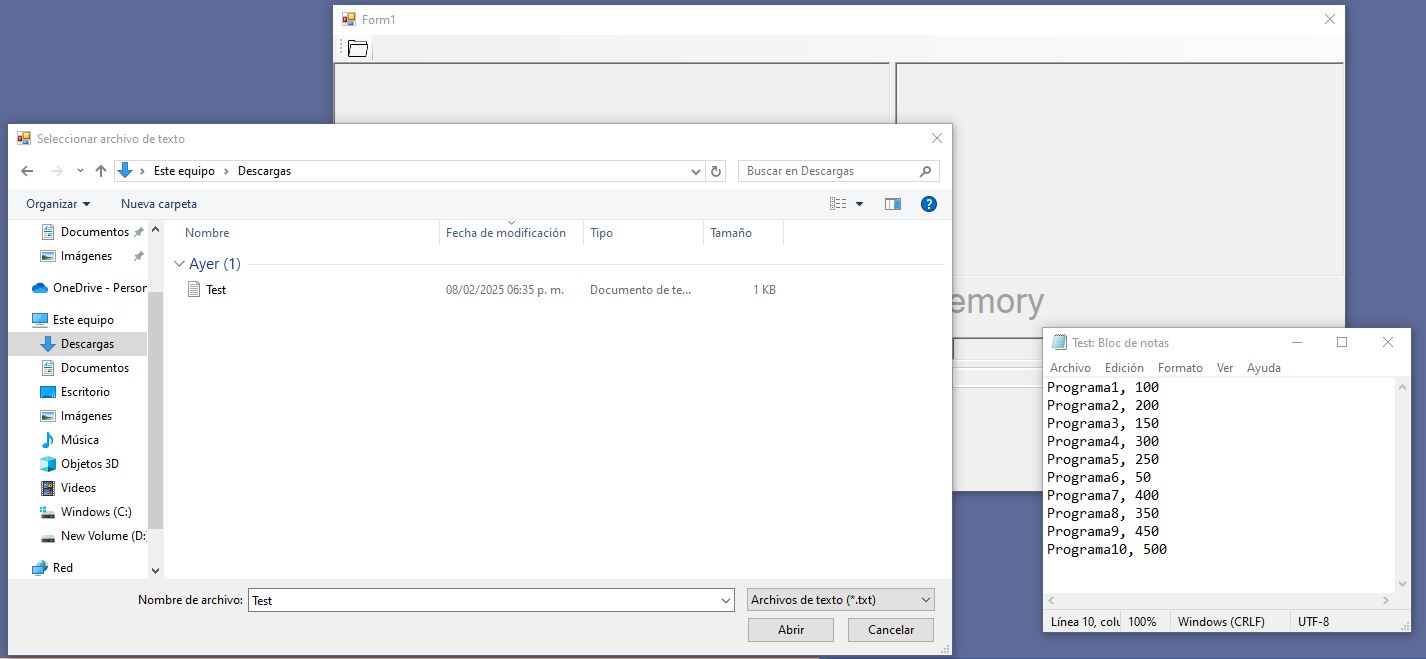 Form1
Seleccionar archivo de texto
Este equipo > Descargas
Buscar en Descargas
Organizar
Nueva carpeta
?
Documentos
Imágenes
OneDrive - Person
Este equipo
Descargas
Documentos
Escritorio
Imágenes
Música
Objetos 3D
Videos
Windows (C:)
New Volume (D:
Red
Nombre
Fecha de modificación
Tipo
Tamaño
Ayer (1)
Test
08/02/2025 06:35 p. m.
Documento de te...
1 KB
Nombre de archivo:
Test
Archivos de texto (*.txt)
Abrir
Cancelar
emory
Test: Bloc de notas
Archivo
Edición
Formato
Ver
Ayuda
Programa1, 100
Programa2, 200
Programa3, 150
Programa4, 300
Programa5, 250
Programa6, 50
Programa7, 400
Programa8, 350
Programa9, 450
Programa10, 500
Línea 10, colu
100%
Windows (CRLF)
UTF-8